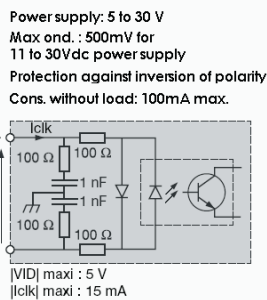 Power supply: 5 to 30 V
Max ond. : 500mV for
11 to 30Vdc power supply
Protection against inversion of polarity
Cons. without load: 100mA max.
Iclk
100 Ω
100 Ω
1 nF
1 nF
100 Ω
100 Ω
|VID| maxi : 5 V
|Iclk| maxi : 15 mA